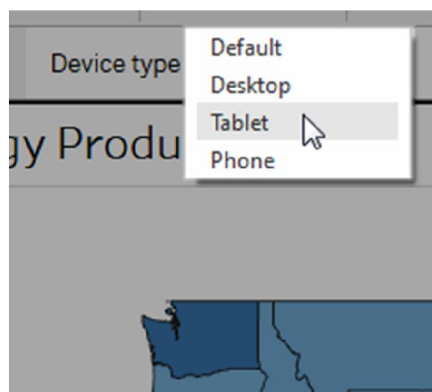 Device type
Default
Desktop
Tablet
Phone
gy Produ